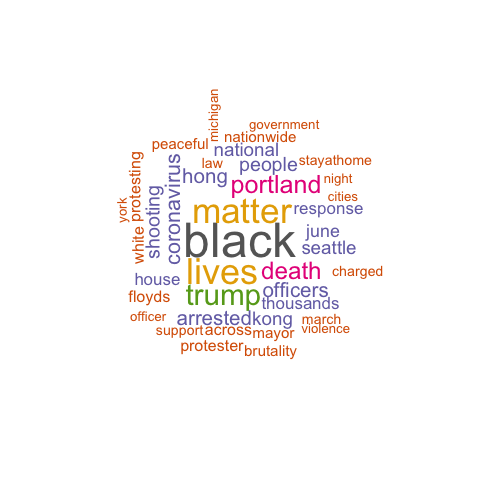 michigan
government
nationwide
peaceful
national
law
people
stayathome
hong
night
portland
coronavirus
protesting
cities
york
matter
response
shooting
white
black
june
seattle
lives
death
charged
house
trump
officers
floyds
thousands
officer
arrested
kong
march
support
across
mayor
violence
protester
brutality